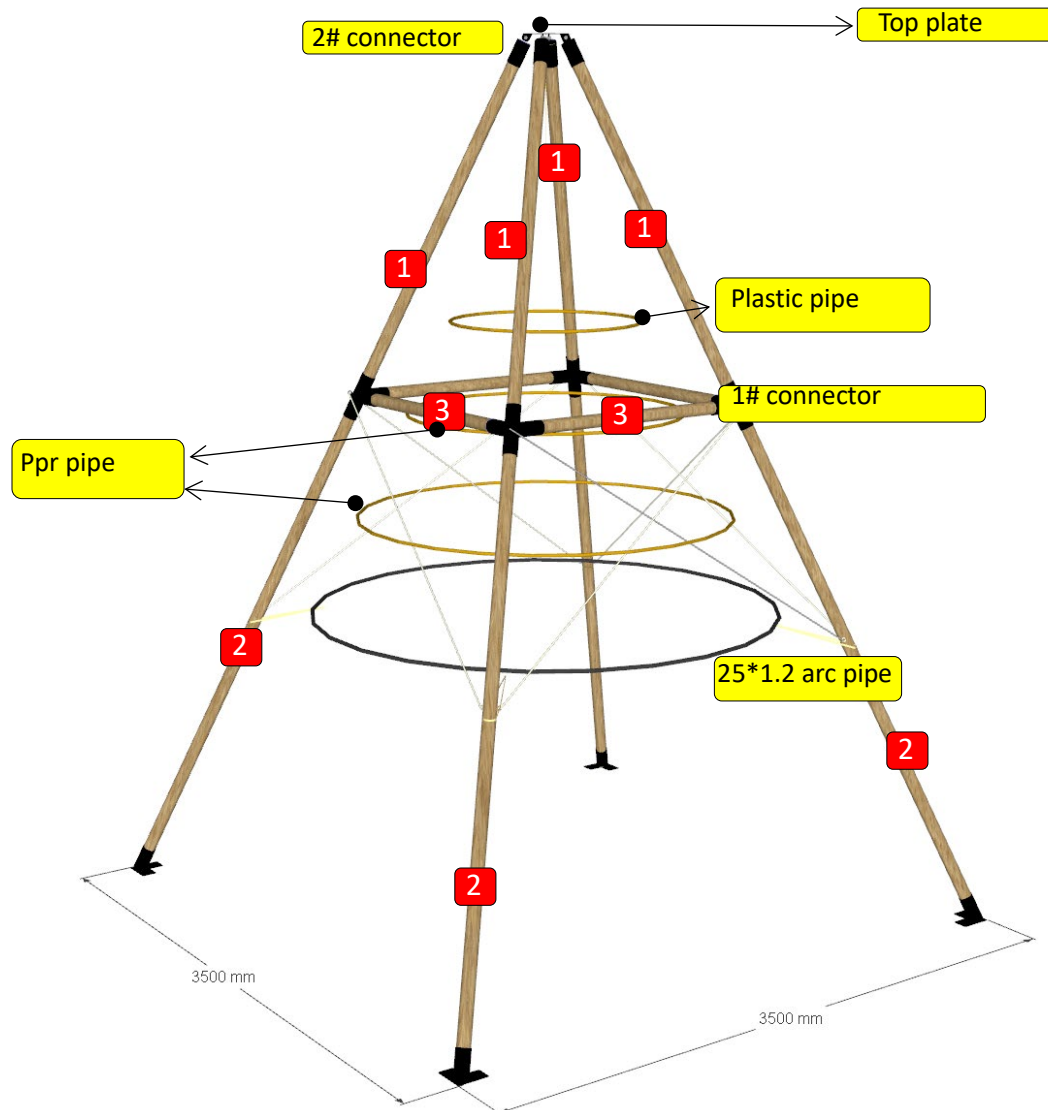 Top plate
2# connector
1
1
1
1
Plastic pipe
1# connector
3
3
Ppr pipe
2
25*1.2 arc pipe
2
2
3500 mm
3500 mm